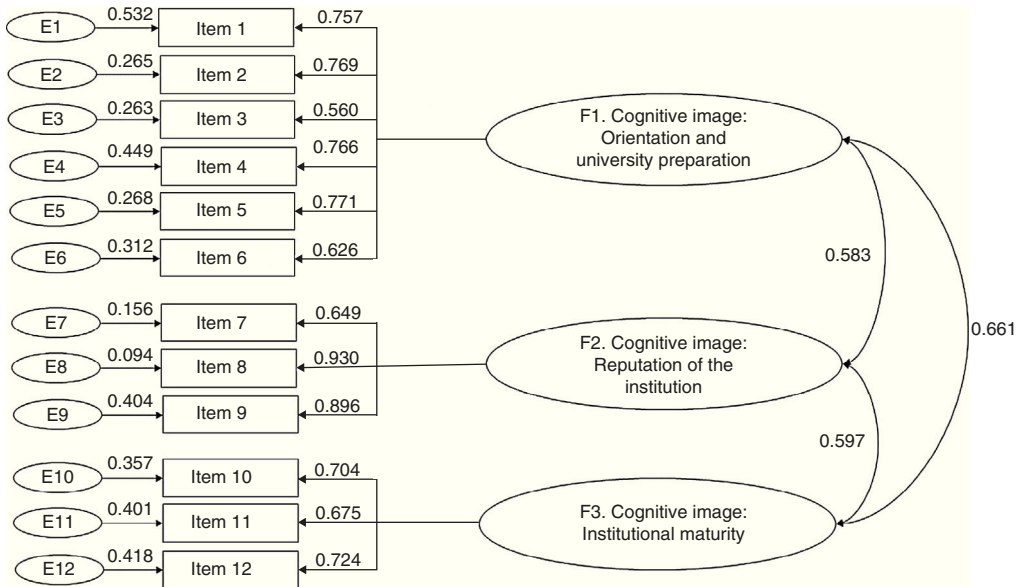 E1 0.532 Item 1 0.757
E2 0.265 Item 2 0.769
E3 0.263 Item 3 0.560
E4 0.449 Item 4 0.766
E5 0.268 Item 5 0.771
E6 0.312 Item 6 0.626
F1. Cognitive image:
Orientation and
university preparation
0.583
0.661
E7 0.156 Item 7 0.649
E8 0.094 Item 8 0.930
E9 0.404 Item 9 0.896
F2. Cognitive image:
Reputation of the
institution
0.597
E10 0.357 Item 10 0.704
E11 0.401 Item 11 0.675
E12 0.418 Item 12 0.724
F3. Cognitive image:
Institutional maturity